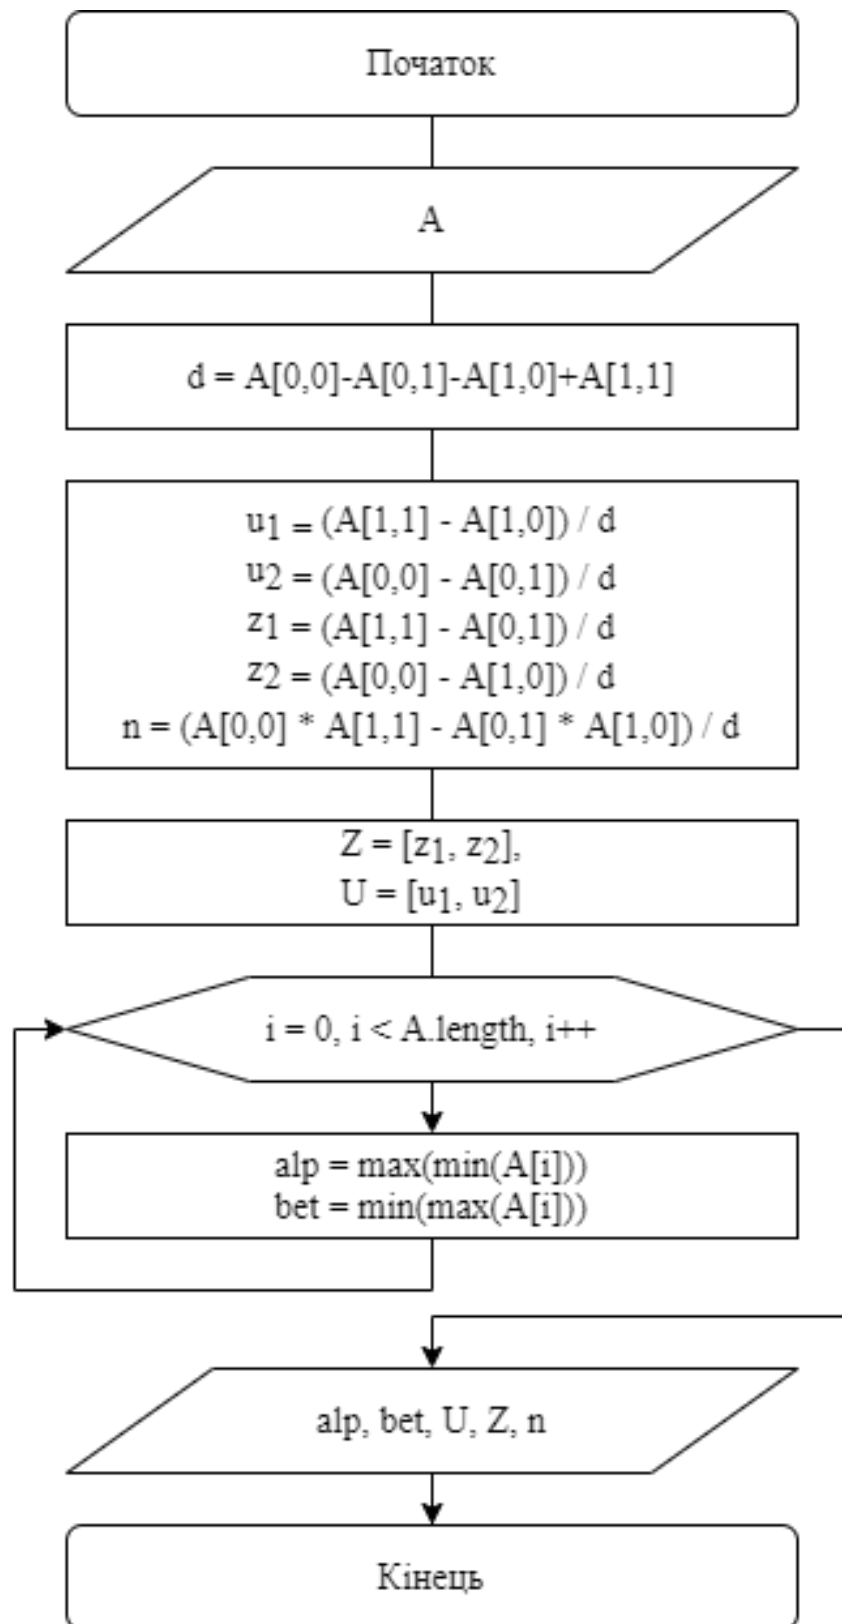 Початок
A
d = A[0,0]-A[0,1]-A[1,0]+A[1,1]
u1 = (A[1,1] - A[1,0]) / d
u2 = (A[0,0] - A[0,1]) / d
z1 = (A[1,1] - A[0,1]) / d
z2 = (A[0,0] - A[1,0]) / d
n = (A[0,0] * A[1,1] - A[0,1] * A[1,0]) / d
Z = [z1, z2],
U = [u1, u2]
i = 0, i < A.length, i++
alp = max(min(A[i]))
bet = min(max(A[i]))
alp, bet, U, Z, n
Кінець